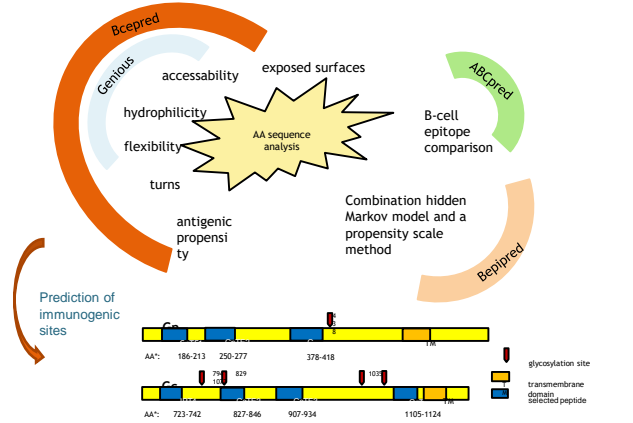 Bcepred
Genious
accessability
exposed surfaces
ABCpred
hydrophilicity
AA sequence
analysis
B-cell
epitope
comparison
flexibility
turns
Combination hidden
Markov model and a
propensity scale
method
antigenic
propensi
ty
Bepipred
Prediction of
immunogenic
sites
Gn
TM
AA°:
186-213
250-277
378-418
glycosylation site
829
1035
transmembrane
domain
selected peptide
TM
AA°:
723-742
827-846
907-934
1105-1124